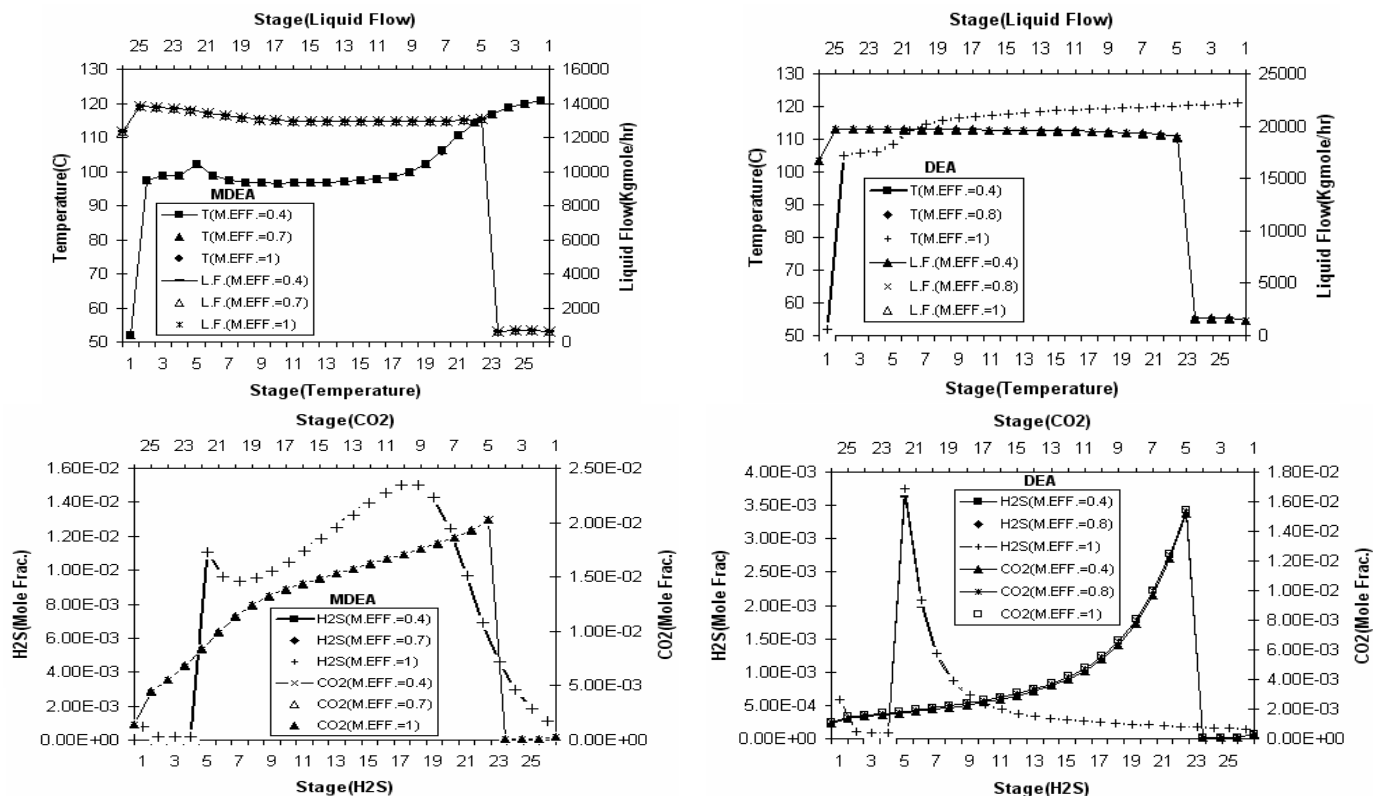 Stage(Liquid Flow)
25 23 21 19 17 15 13 11 9 7 5 3 1
130
120
110
100
90
80
70
60
50
Temperature(C)
16000
14000
12000
10000
8000
6000
4000
2000
0
Liquid Flow(Kgmole/hr)
MDEA
T(M.EFF.=0.4)
T(M.EFF.=0.7)
T(M.EFF.=1)
L.F.(M.EFF.=0.4)
L.F.(M.EFF.=0.7)
L.F.(M.EFF.=1)
1 3 5 7 9 11 13 15 17 19 21 23 25
Stage(Temperature)
Stage(Liquid Flow)
25 23 21 19 17 15 13 11 9 7 5 3 1
130
120
110
100
90
80
70
60
50
Temperature(C)
25000
20000
15000
10000
5000
0
Liquid Flow(Kgmole/hr)
DEA
T(M.EFF.=0.4)
T(M.EFF.=0.8)
T(M.EFF.=1)
L.F.(M.EFF.=0.4)
L.F.(M.EFF.=0.8)
L.F.(M.EFF.=1)
1 3 5 7 9 11 13 15 17 19 21 23 25
Stage(Temperature)
Stage(CO2)
25 23 21 19 17 15 13 11 9 7 5 3 1
1.60E-02
1.40E-02
1.20E-02
1.00E-02
8.00E-03
6.00E-03
4.00E-03
2.00E-03
0.00E+00
H2S(Mole Frac.)
2.50E-02
2.00E-02
1.50E-02
1.00E-02
5.00E-03
0.00E+00
CO2(Mole Frac.)
MDEA
H2S(M.EFF.=0.4)
H2S(M.EFF.=0.7)
H2S(M.EFF.=1)
CO2(M.EFF.=0.4)
CO2(M.EFF.=0.7)
CO2(M.EFF.=1)
1 3 5 7 9 11 13 15 17 19 21 23 25
Stage(H2S)
Stage(CO2)
25 23 21 19 17 15 13 11 9 7 5 3 1
4.00E-03
3.50E-03
3.00E-03
2.50E-03
2.00E-03
1.50E-03
1.00E-03
5.00E-04
0.00E+00
H2S(Mole Frac)
1.80E-02
1.60E-02
1.40E-02
1.20E-02
1.00E-02
8.00E-03
6.00E-03
4.00E-03
2.00E-03
0.00E+00
CO2(Mole Frac.)
DEA
H2S(M.EFF.=0.4)
H2S(M.EFF.=0.8)
H2S(M.EFF.=1)
CO2(M.EFF.=0.4)
CO2(M.EFF.=0.8)
CO2(M.EFF.=1)
1 3 5 7 9 11 13 15 17 19 21 23 25
Stage(H2S)